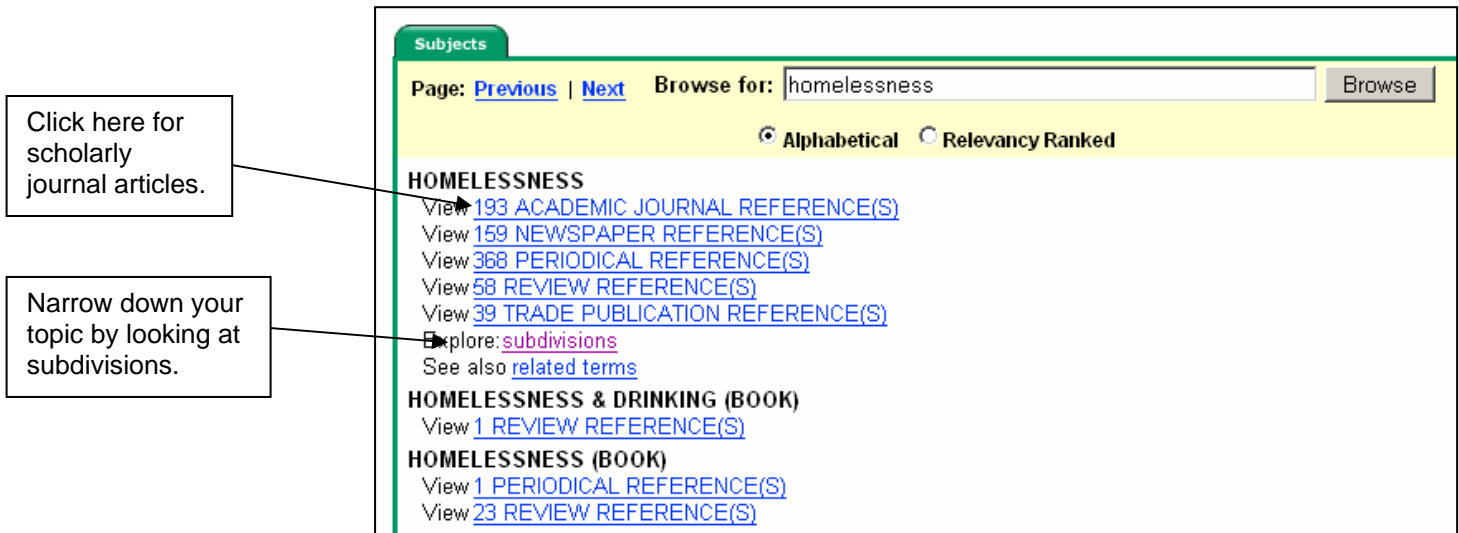 Subjects
Page: Previous | Next Browse for: homelessness Browse
Alphabetical Relevancy Ranked
Click here for
scholarly
journal articles.
HOMELESSNESS
View 193 ACADEMIC JOURNAL REFERENCE(S)
View 159 NEWSPAPER REFERENCE(S)
View 368 PERIODICAL REFERENCE(S)
View 58 REVIEW REFERENCE(S)
View 39 TRADE PUBLICATION REFERENCE(S)
Narrow down your
topic by looking at
subdivisions.
Explore: subdivisions
See also related terms
HOMELESSNESS & DRINKING (BOOK)
View 1 REVIEW REFERENCE(S)
HOMELESSNESS (BOOK)
View 1 PERIODICAL REFERENCE(S)
View 23 REVIEW REFERENCE(S)